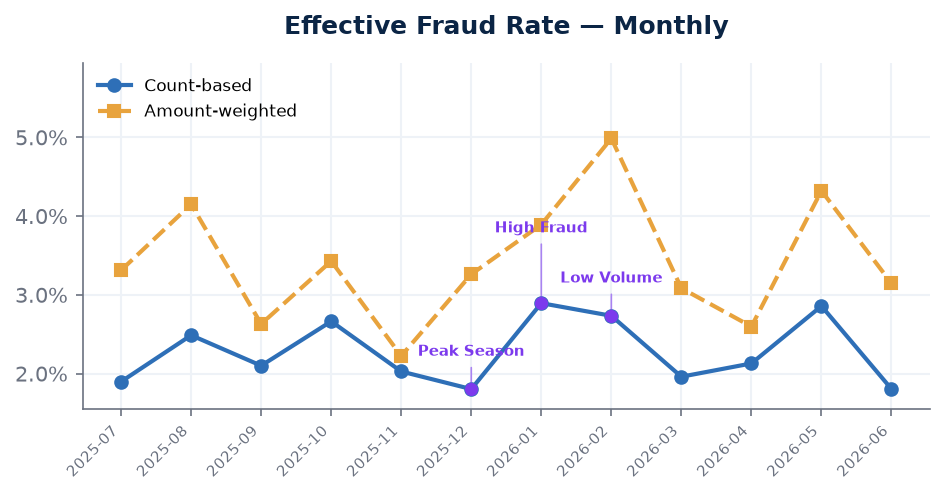 Effective Fraud Rate — Monthly
Count-based
Amount-weighted
5.0%
4.0%
3.0%
2.0%
High Fraud
Low Volume
Peak Season
2025-07
2025-08
2025-09
2025-10
2025-11
2025-12
2026-01
2026-02
2026-03
2026-04
2026-05
2026-06